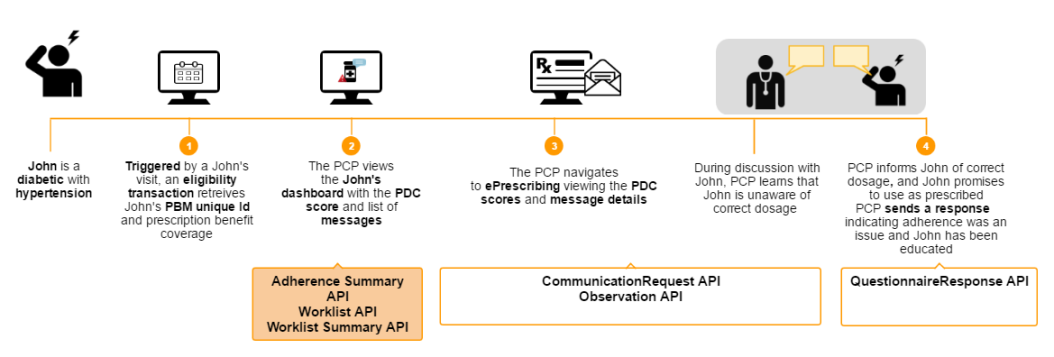 Rx
1
2
3
4
John is a
diabetic with
hypertension
Triggered by a John's
visit, an eligibility
transaction retreives
John's PBM unique Id
and prescription benefit
coverage
The PCP views
the John's
dashboard with the PDC
score and list of
messages
The PCP navigates
to ePrescribing viewing the PDC
scores and message details
During discussion with
John, PCP learns that
John is unaware of
correct dosage
PCP informs John of correct
dosage, and John promises
to use as prescribed
PCP sends a response
indicating adherence was an
issue and John has been
educated
Adherence Summary
API
Worklist API
Worklist Summary API
CommunicationRequest API
Observation API
QuestionnaireResponse API